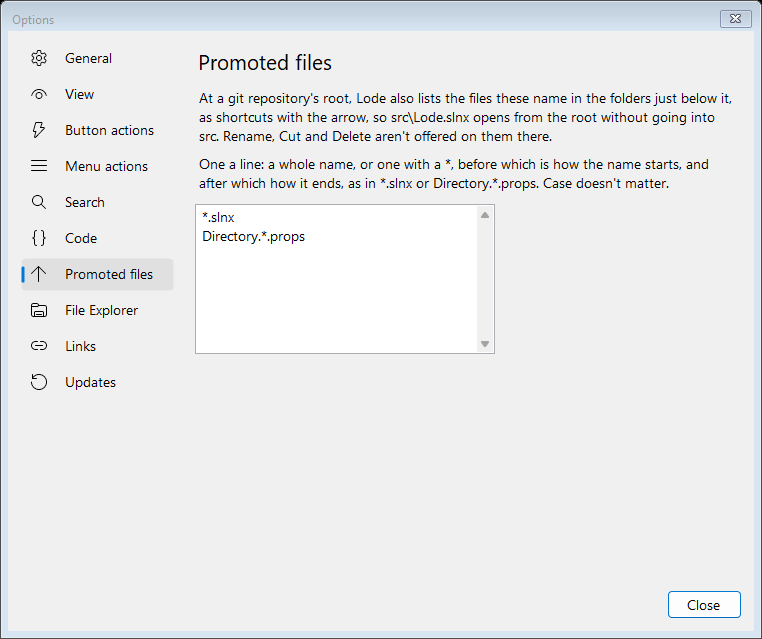 Options
General
View
Button actions
Menu actions
Search
Code
Promoted files
File Explorer
Links
Updates
Promoted files
At a git repository's root, Lode also lists the files these name in the folders just below it,
as shortcuts with the arrow, so src\Lode.slnx opens from the root without going into
src. Rename, Cut and Delete aren't offered on them there.
One a line: a whole name, or one with a *, before which is how the name starts, and
after which how it ends, as in *.slnx or Directory.*.props. Case doesn't matter.
*.slnx
Directory.*.props
Close